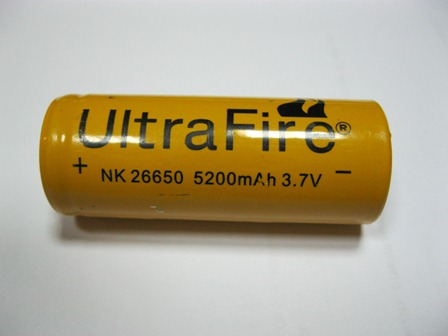 UltraFire®
+ NK 26650 5200mAh 3.7V −